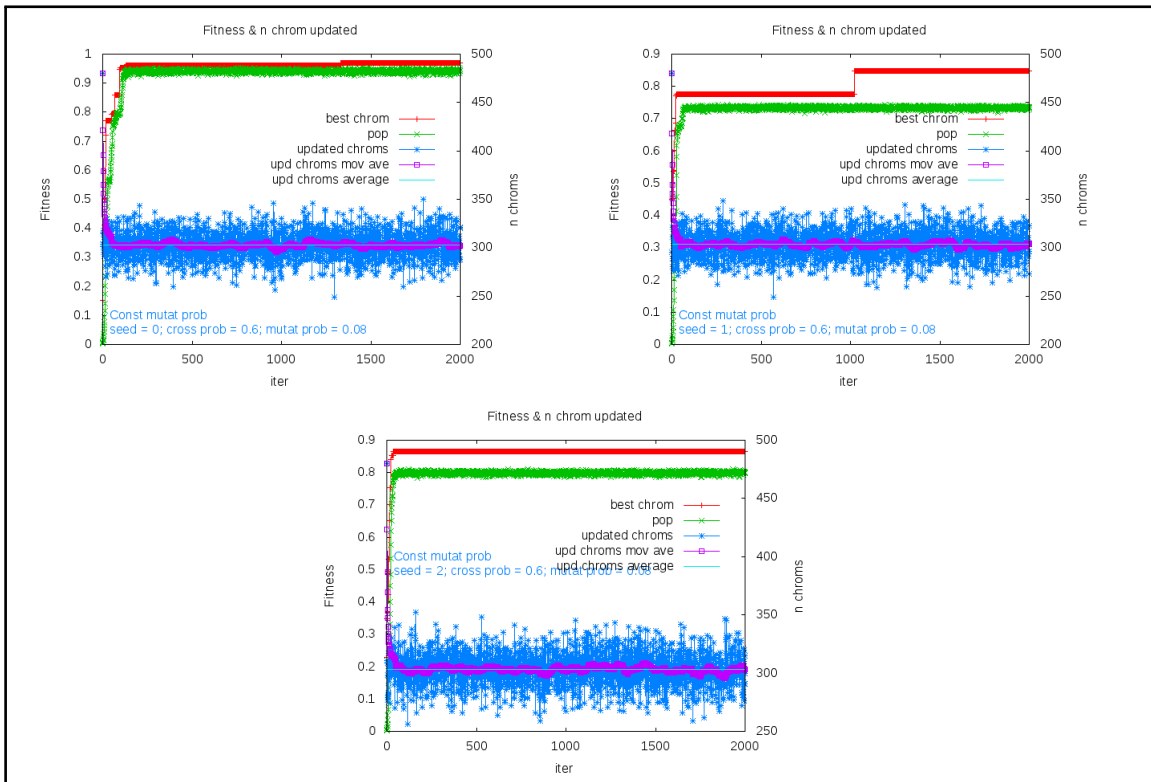 Fitness & n chrom updated
1
0.9
0.8
0.7
0.6
0.5
0.4
0.3
0.2
0.1
0
Fitness
500
450
400
350
300
250
200
n chroms
best chrom
pop
updated chroms
upd chroms mov ave
upd chroms average
Const mutat prob
seed = 0; cross prob = 0.6; mutat prob = 0.08
0 500 1000 1500 2000
iter
Fitness & n chrom updated
0.9
0.8
0.7
0.6
0.5
0.4
0.3
0.2
0.1
0
Fitness
500
450
400
350
300
250
200
n chroms
best chrom
pop
updated chroms
upd chroms mov ave
upd chroms average
Const mutat prob
seed = 1; cross prob = 0.6; mutat prob = 0.08
0 500 1000 1500 2000
iter
Fitness & n chrom updated
0.9
0.8
0.7
0.6
0.5
0.4
0.3
0.2
0.1
0
Fitness
500
450
400
350
300
250
n chroms
best chrom
pop
updated chroms
upd chroms mov ave
upd chroms average
Const mutat prob
seed = 2; cross prob = 0.6; mutat prob = 0.08
0 500 1000 1500 2000
iter